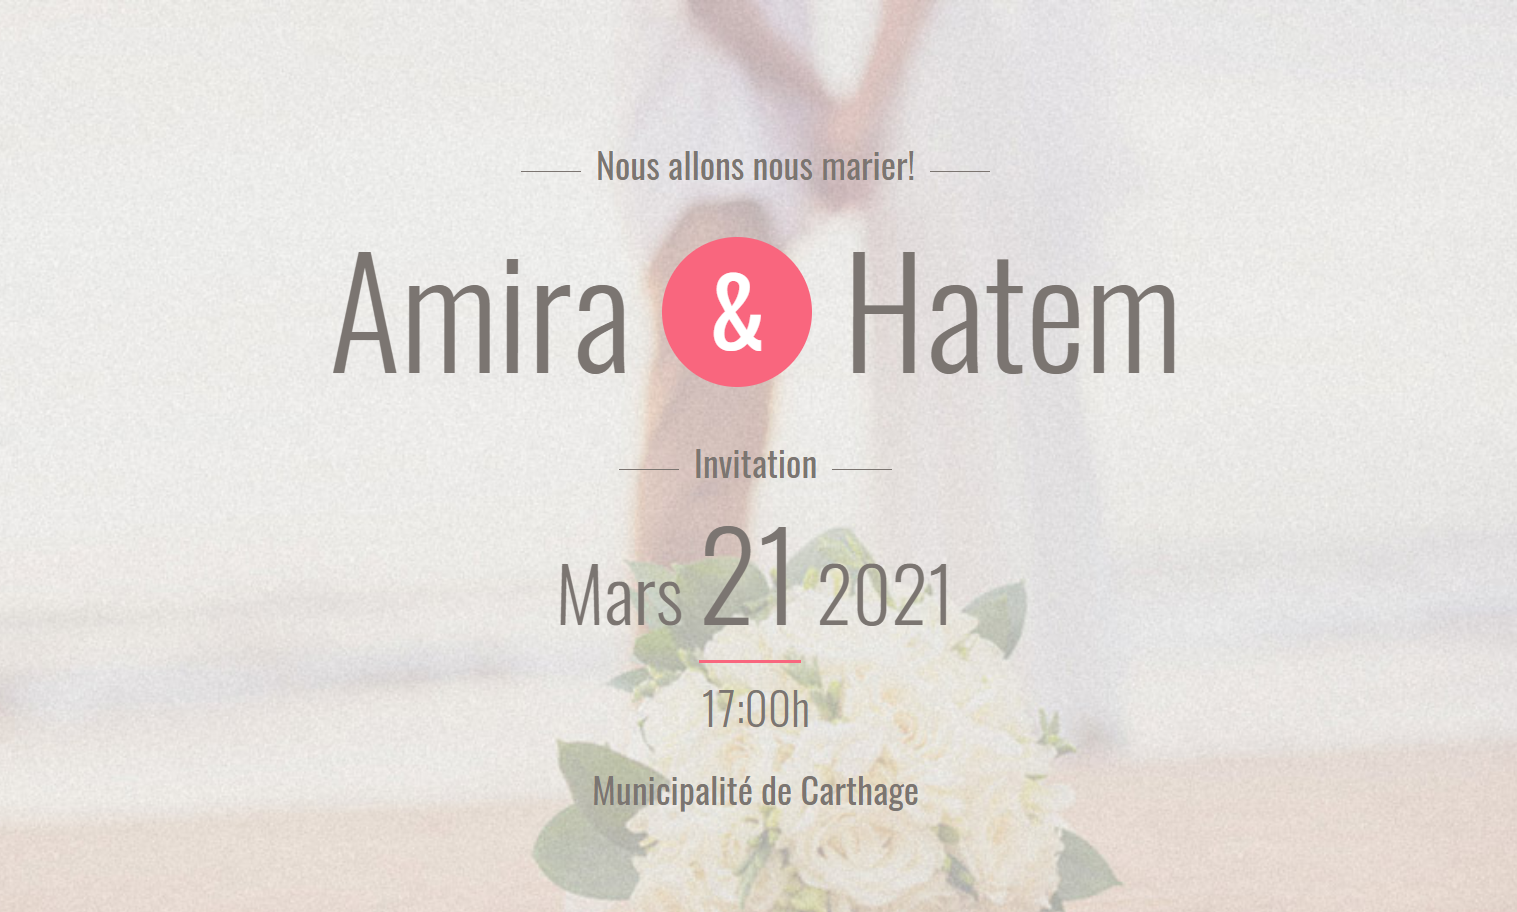 Nous allons nous marier!
Amira & Hatem
Invitation
Mars 21 2021
17:00h
Municipalité de Carthage